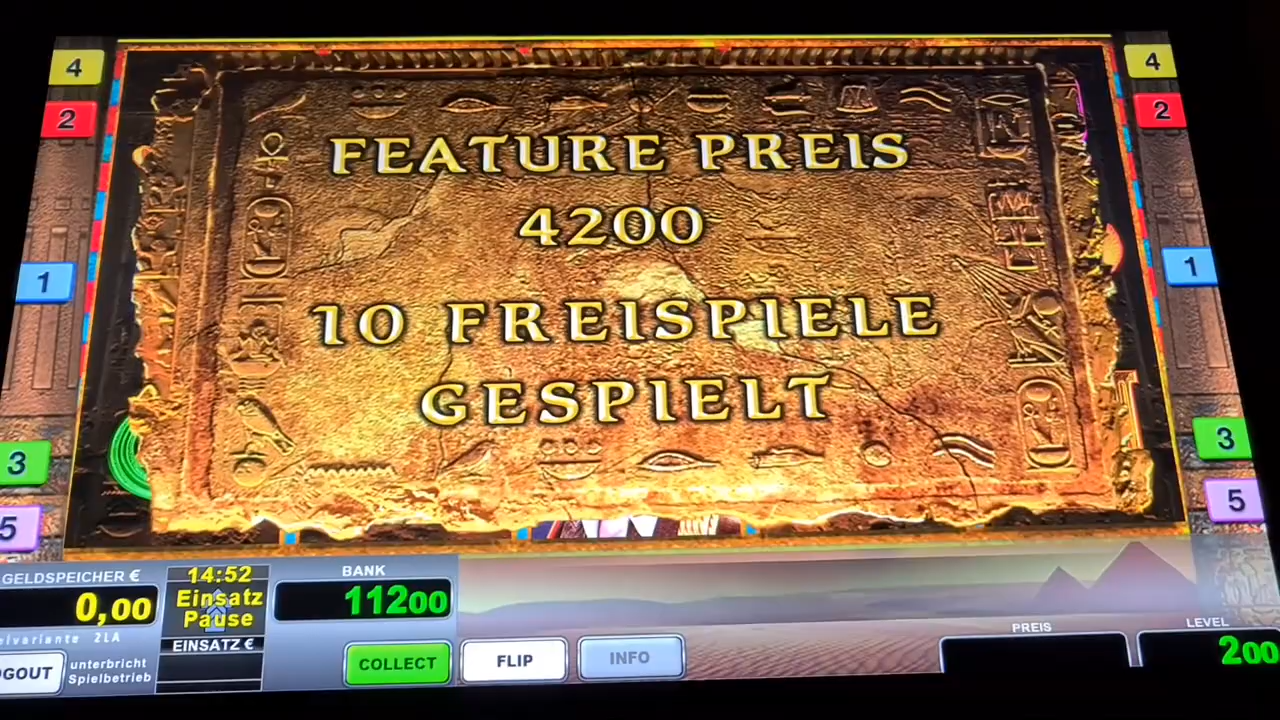 4
4
2
2
FEATURE PREIS
4200
1
1
10 FREISPIELE
GESPIELT
3
3
5
5
GELDSPEICHER €
0,00
14:52
Einsatz
Pause
BANK
11200
2LA
EINSATZ €
unterbricht
Spielbetrieb
COLLECT
FLIP
INFO
PREIS
LEVEL
200